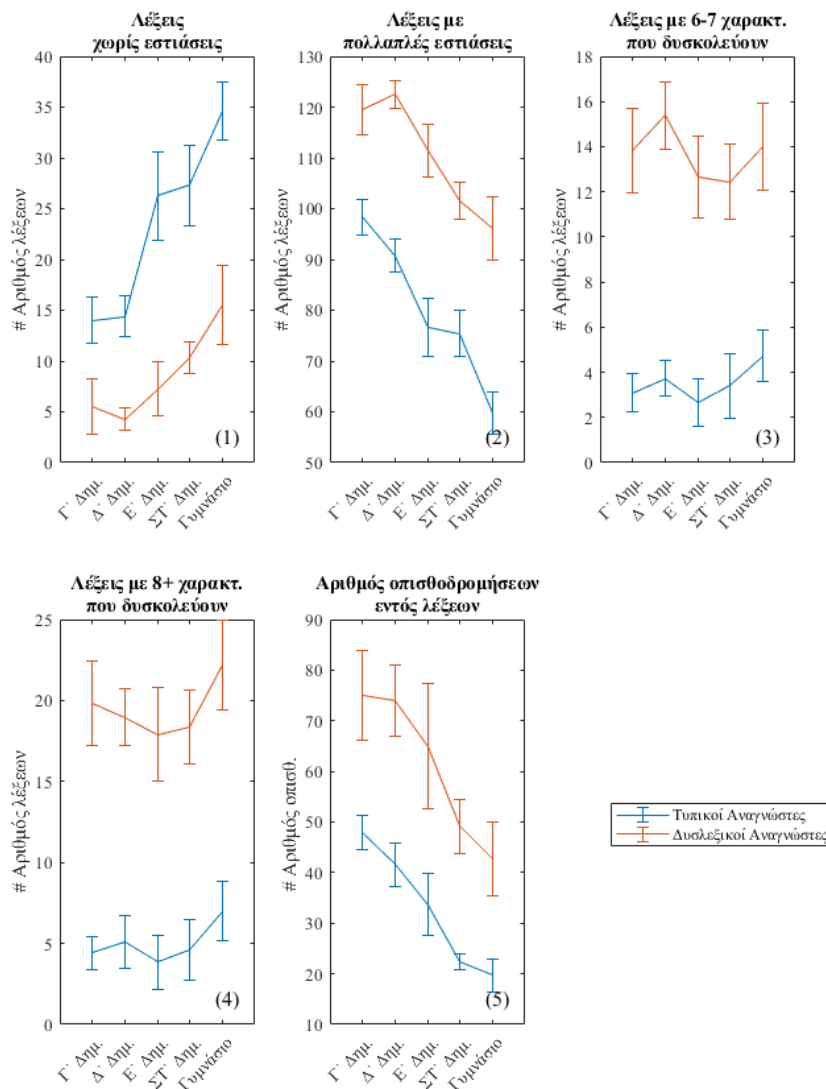 Λέξεις
χωρίς εστιάσεις
40
35
30
25
20
15
10
5
0
# Αριθμός λέξεων
(1)
Γ΄ Δημ.
Δ΄ Δημ.
Ε΄ Δημ.
ΣΤ΄ Δημ.
Γυμνάσιο
Λέξεις με
πολλαπλές εστιάσεις
130
120
110
100
90
80
70
60
50
# Αριθμός λέξεων
(2)
Γ΄ Δημ.
Δ΄ Δημ.
Ε΄ Δημ.
ΣΤ΄ Δημ.
Γυμνάσιο
Λέξεις με 6-7 χαρακτ.
που δυσκολεύουν
18
16
14
12
10
8
6
4
2
0
# Αριθμός λέξεων
(3)
Γ΄ Δημ.
Δ΄ Δημ.
Ε΄ Δημ.
ΣΤ΄ Δημ.
Γυμνάσιο
Λέξεις με 8+ χαρακτ.
που δυσκολεύουν
25
20
15
10
5
0
# Αριθμός λέξεων
(4)
Γ΄ Δημ.
Δ΄ Δημ.
Ε΄ Δημ.
ΣΤ΄ Δημ.
Γυμνάσιο
Αριθμός οπισθοδρομήσεων
εντός λέξεων
90
80
70
60
50
40
30
20
10
# Αριθμός οπισθ.
(5)
Γ΄ Δημ.
Δ΄ Δημ.
Ε΄ Δημ.
ΣΤ΄ Δημ.
Γυμνάσιο
Τυπικοί Αναγνώστες
Δυσλεξικοί Αναγνώστες